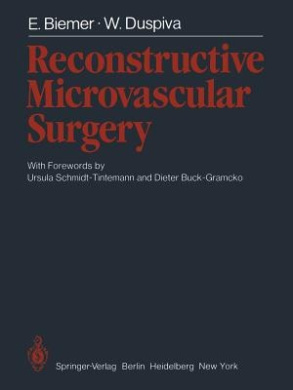 E. Biemer · W. Duspiva
Reconstructive
Microvascular
Surgery
With Forewords by
Ursula Schmidt-Tintemann and Dieter Buck-Gramcko
Springer-Verlag Berlin Heidelberg New York